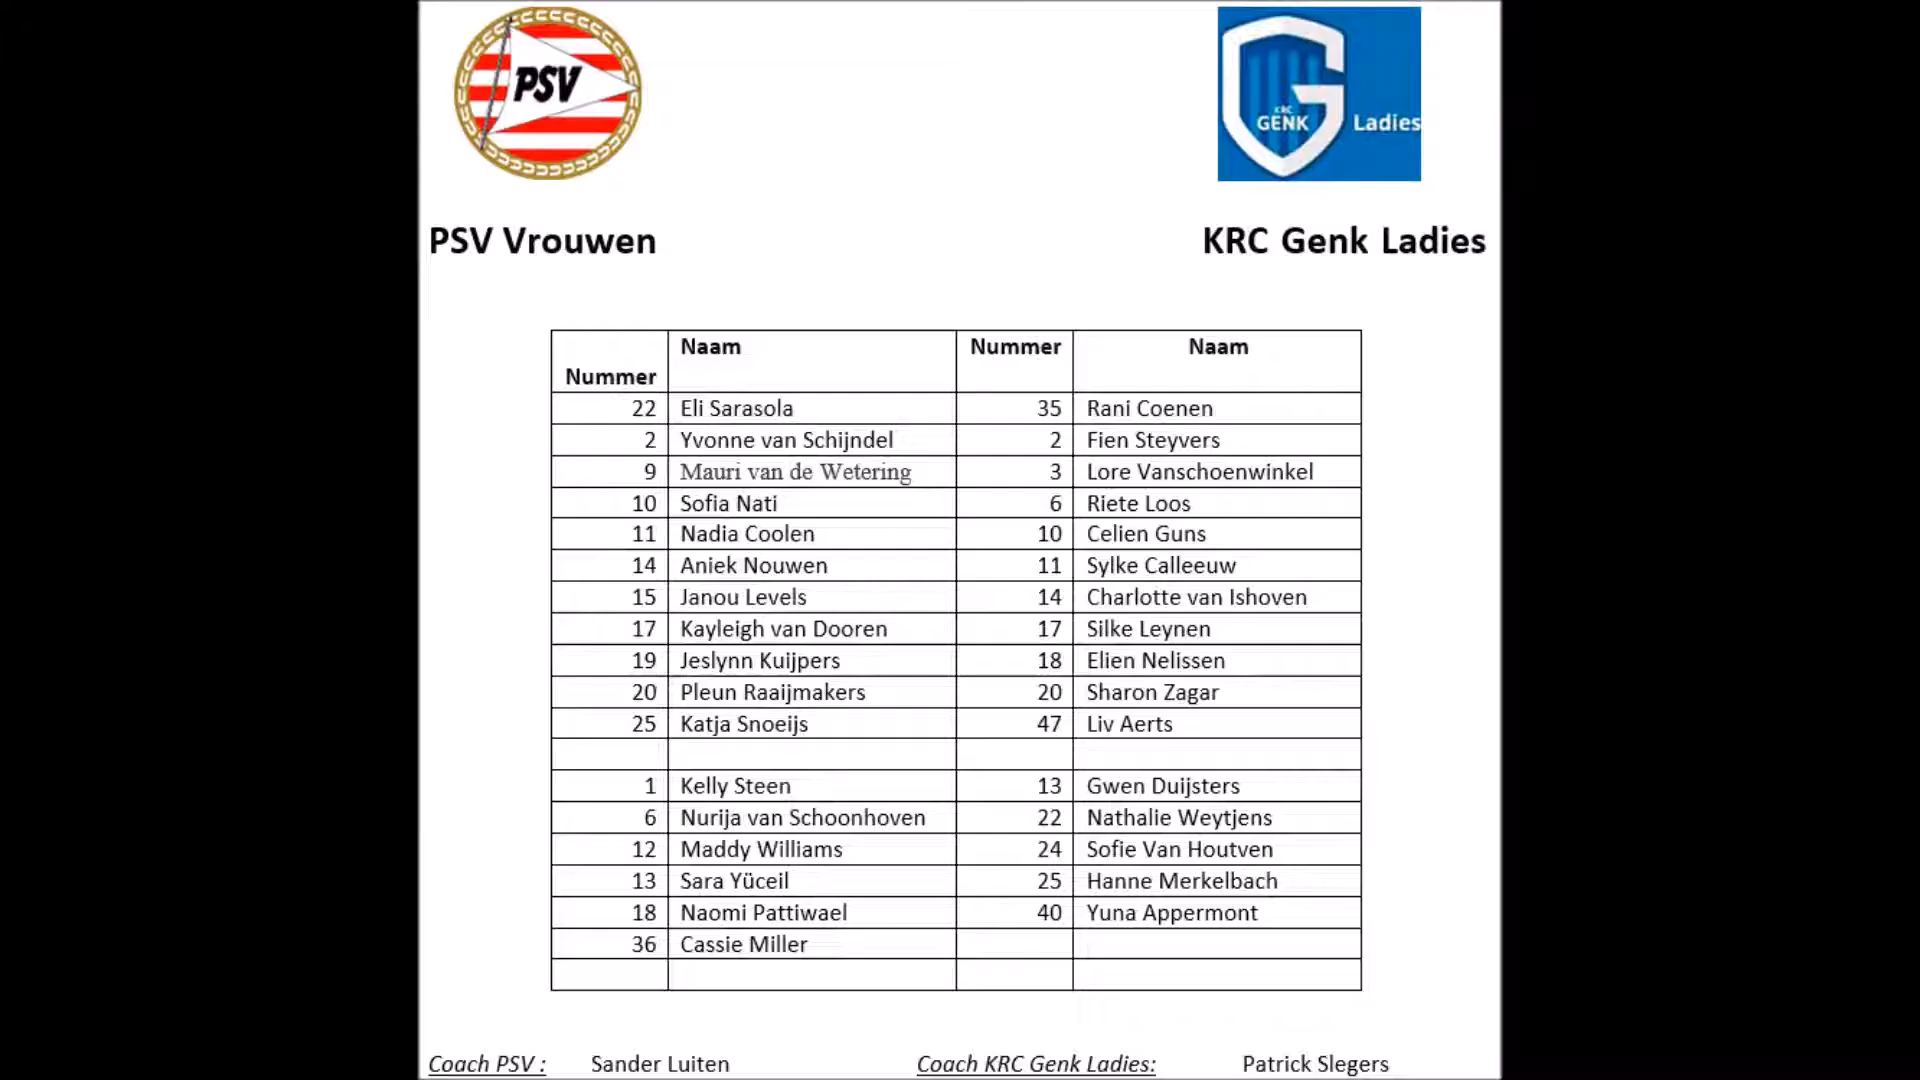 PSV
KRC
GENK
Ladies
PSV Vrouwen KRC Genk Ladies
Nummer Naam Nummer Naam
22 Eli Sarasola 35 Rani Coenen
2 Yvonne van Schijndel 2 Fien Steyvers
9 Mauri van de Wetering 3 Lore Vanschoenwinkel
10 Sofia Nati 6 Riete Loos
11 Nadia Coolen 10 Celien Guns
14 Aniek Nouwen 11 Sylke Calleeuw
15 Janou Levels 14 Charlotte van Ishoven
17 Kayleigh van Dooren 17 Silke Leynen
19 Jeslynn Kuijpers 18 Elien Nelissen
20 Pleun Raaijmakers 20 Sharon Zagar
25 Katja Snoeijs 47 Liv Aerts
1 Kelly Steen 13 Gwen Duijsters
6 Nurija van Schoonhoven 22 Nathalie Weytjens
12 Maddy Williams 24 Sofie Van Houtven
13 Sara Yüceil 25 Hanne Merkelbach
18 Naomi Pattiwael 40 Yuna Appermont
36 Cassie Miller
Coach PSV : Sander Luiten Coach KRC Genk Ladies: Patrick Slegers